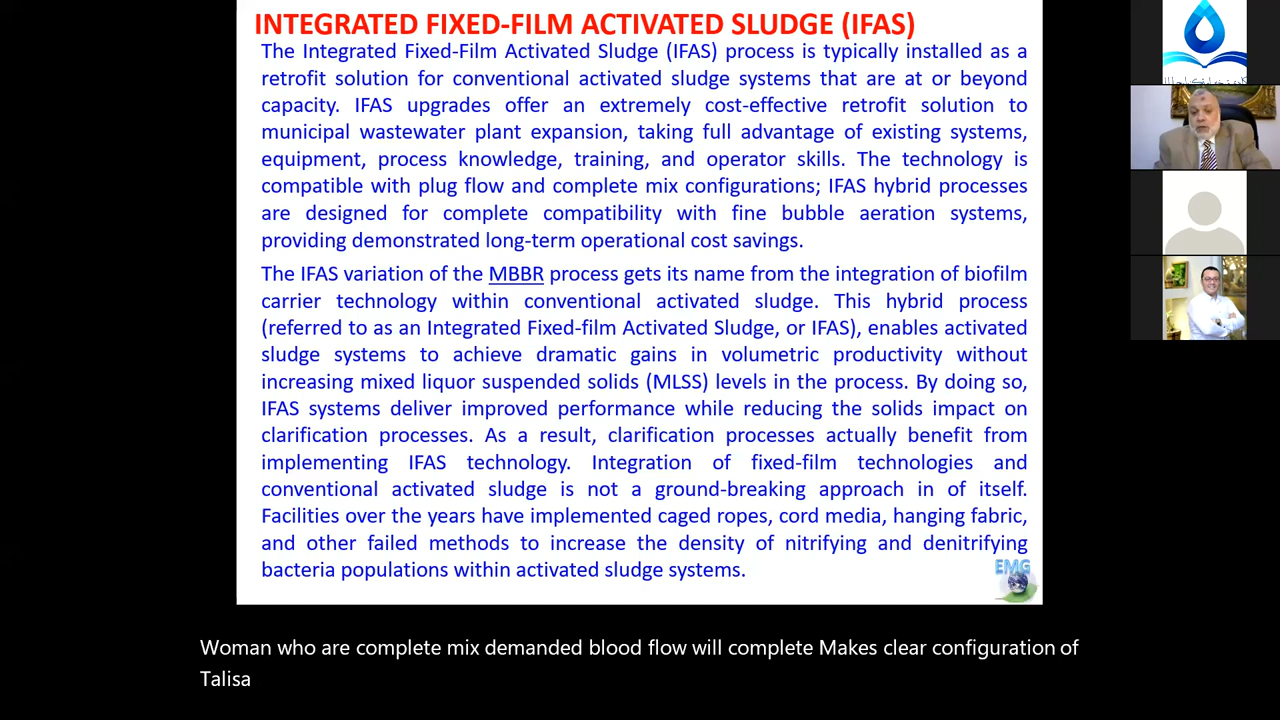 INTEGRATED FIXED-FILM ACTIVATED SLUDGE (IFAS)
The Integrated Fixed-Film Activated Sludge (IFAS) process is typically installed as a
retrofit solution for conventional activated sludge systems that are at or beyond
capacity. IFAS upgrades offer an extremely cost-effective retrofit solution to
municipal wastewater plant expansion, taking full advantage of existing systems,
equipment, process knowledge, training, and operator skills. The technology is
compatible with plug flow and complete mix configurations; IFAS hybrid processes
are designed for complete compatibility with fine bubble aeration systems,
providing demonstrated long-term operational cost savings.
The IFAS variation of the MBBR process gets its name from the integration of biofilm
carrier technology within conventional activated sludge. This hybrid process
(referred to as an Integrated Fixed-film Activated Sludge, or IFAS), enables activated
sludge systems to achieve dramatic gains in volumetric productivity without
increasing mixed liquor suspended solids (MLSS) levels in the process. By doing so,
IFAS systems deliver improved performance while reducing the solids impact on
clarification processes. As a result, clarification processes actually benefit from
implementing IFAS technology. Integration of fixed-film technologies and
conventional activated sludge is not a ground-breaking approach in of itself.
Facilities over the years have implemented caged ropes, cord media, hanging fabric,
and other failed methods to increase the density of nitrifying and denitrifying
bacteria populations within activated sludge systems.
EMG
Woman who are complete mix demanded blood flow will complete Makes clear configuration of
Talisa